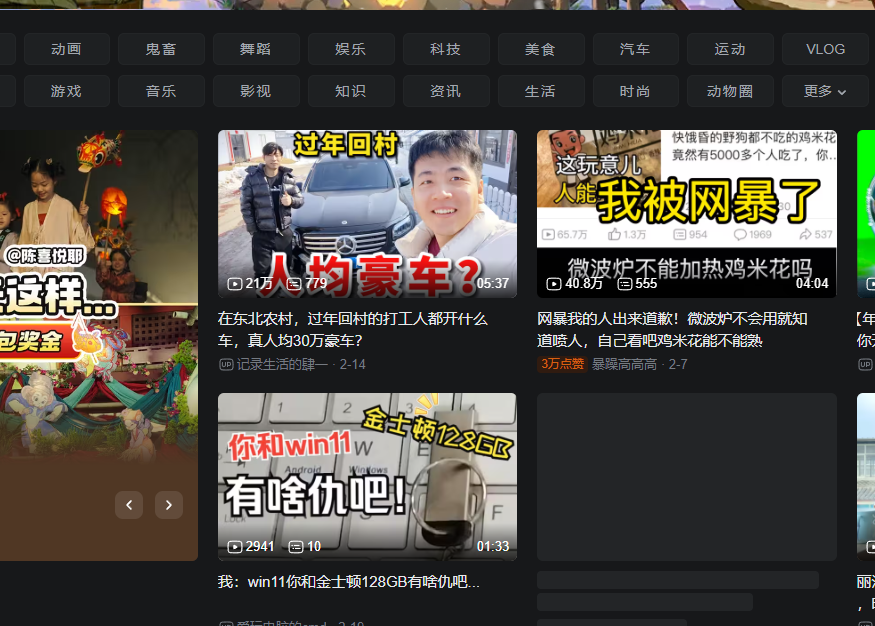 动画
鬼畜
舞蹈
娱乐
科技
美食
汽车
运动
VLOG
游戏
音乐
影视
知识
资讯
生活
时尚
动物圈
更多
@陈喜悦耶
这样...
包奖金
过年回村
人均豪车?
21万 779 05:37
在东北农村，过年回村的打工人都开什么
车，真人均30万豪车？
UP 记录生活的肆一 · 2-14
快饿昏的野狗都不吃的鸡米花
竟然有5000多个人吃了，你...
这玩意儿
人能
我被网暴了
65.7万 1.3万 954 1969 537
微波炉不能加热鸡米花吗
40.8万 555 04:04
网暴我的人出来道歉！微波炉不会用就知
道喷人，自己看吧鸡米花能不能熟
3万点赞 暴躁高高高 · 2-7
金士顿128GB
你和win11
有啥仇吧!
1 2 W E F
Android Windows
Lock
2941 10 01:33
我：win11你和金士顿128GB有啥仇吧...
【年
你
UP
丽